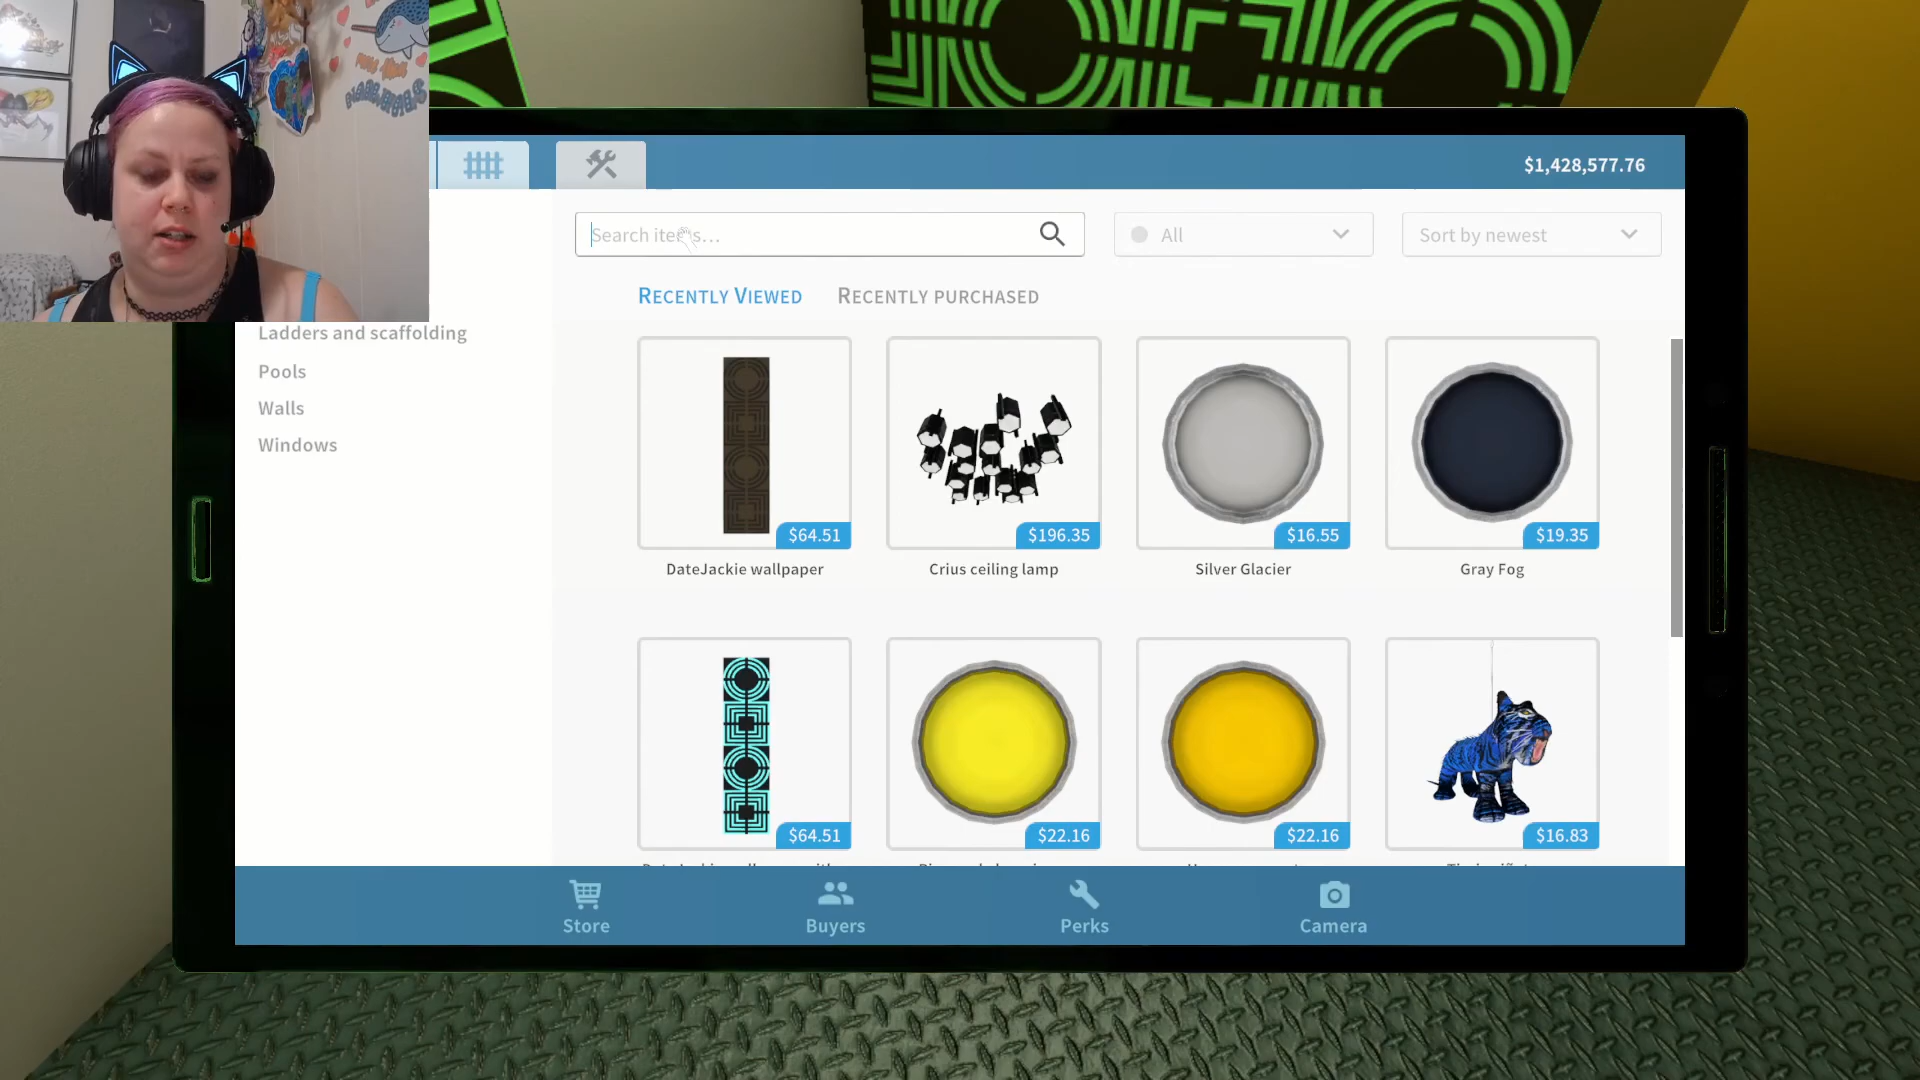 $1,428,577.76
Search items...
All
Sort by newest
RECENTLY VIEWED
RECENTLY PURCHASED
Ladders and scaffolding
Pools
Walls
Windows
$64.51
$196.35
$16.55
$19.35
DateJackie wallpaper
Crius ceiling lamp
Silver Glacier
Gray Fog
$64.51
$22.16
$22.16
$16.83
Store
Buyers
Perks
Camera